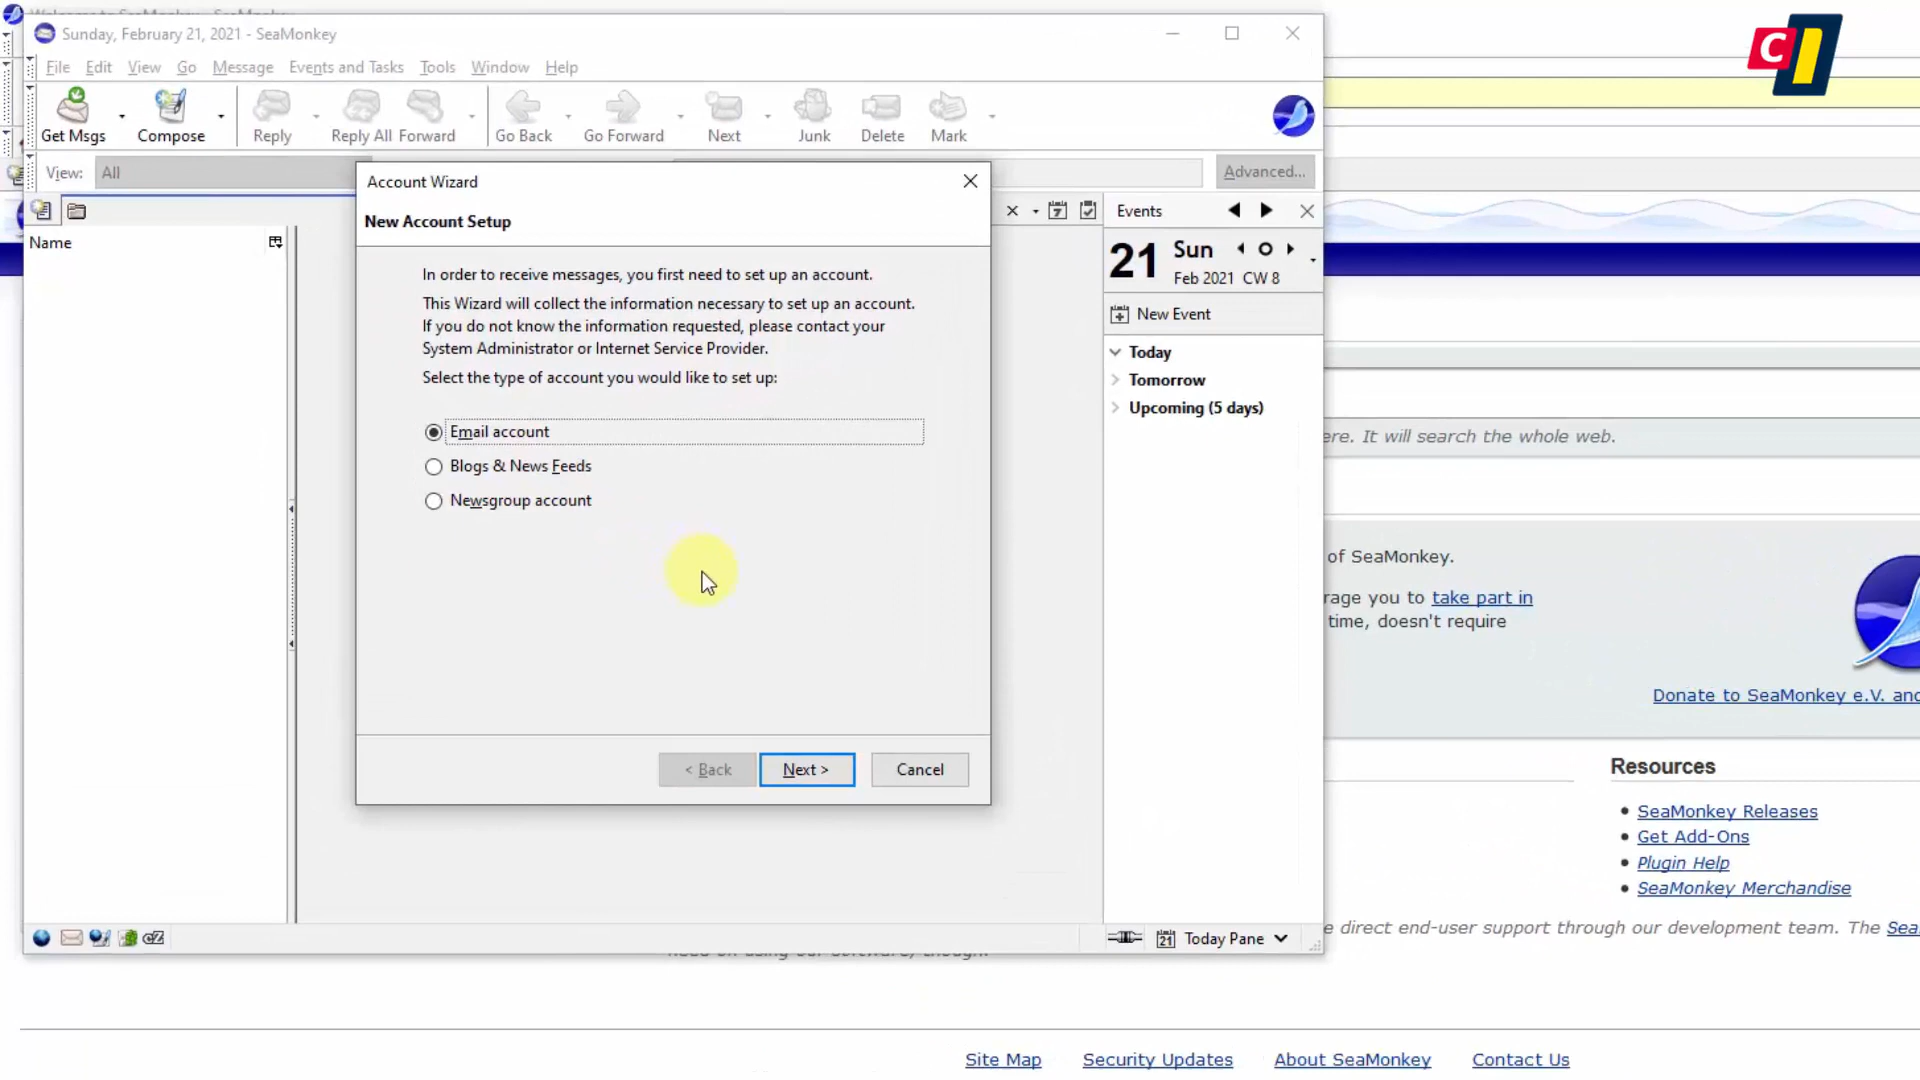 Sunday, February 21, 2021 - SeaMonkey
File Edit View Go Message Events and Tasks Tools Window Help
Get Msgs Compose Reply Reply All Forward Go Back Go Forward Next Junk Delete Mark
View: All Advanced...
Account Wizard
New Account Setup
In order to receive messages, you first need to set up an account.
This Wizard will collect the information necessary to set up an account.
If you do not know the information requested, please contact your
System Administrator or Internet Service Provider.
Select the type of account you would like to set up:
Email account
Blogs & News Feeds
Newsgroup account
< Back Next > Cancel
Name
Events
21 Sun
Feb 2021 CW 8
New Event
Today
Tomorrow
Upcoming (5 days)
21 Today Pane
CI
ere. It will search the whole web.
of SeaMonkey.
rage you to take part in
time, doesn't require
Donate to SeaMonkey e.V. and
Resources
SeaMonkey Releases
Get Add-Ons
Plugin Help
SeaMonkey Merchandise
e direct end-user support through our development team. The Sea
Site Map Security Updates About SeaMonkey Contact Us